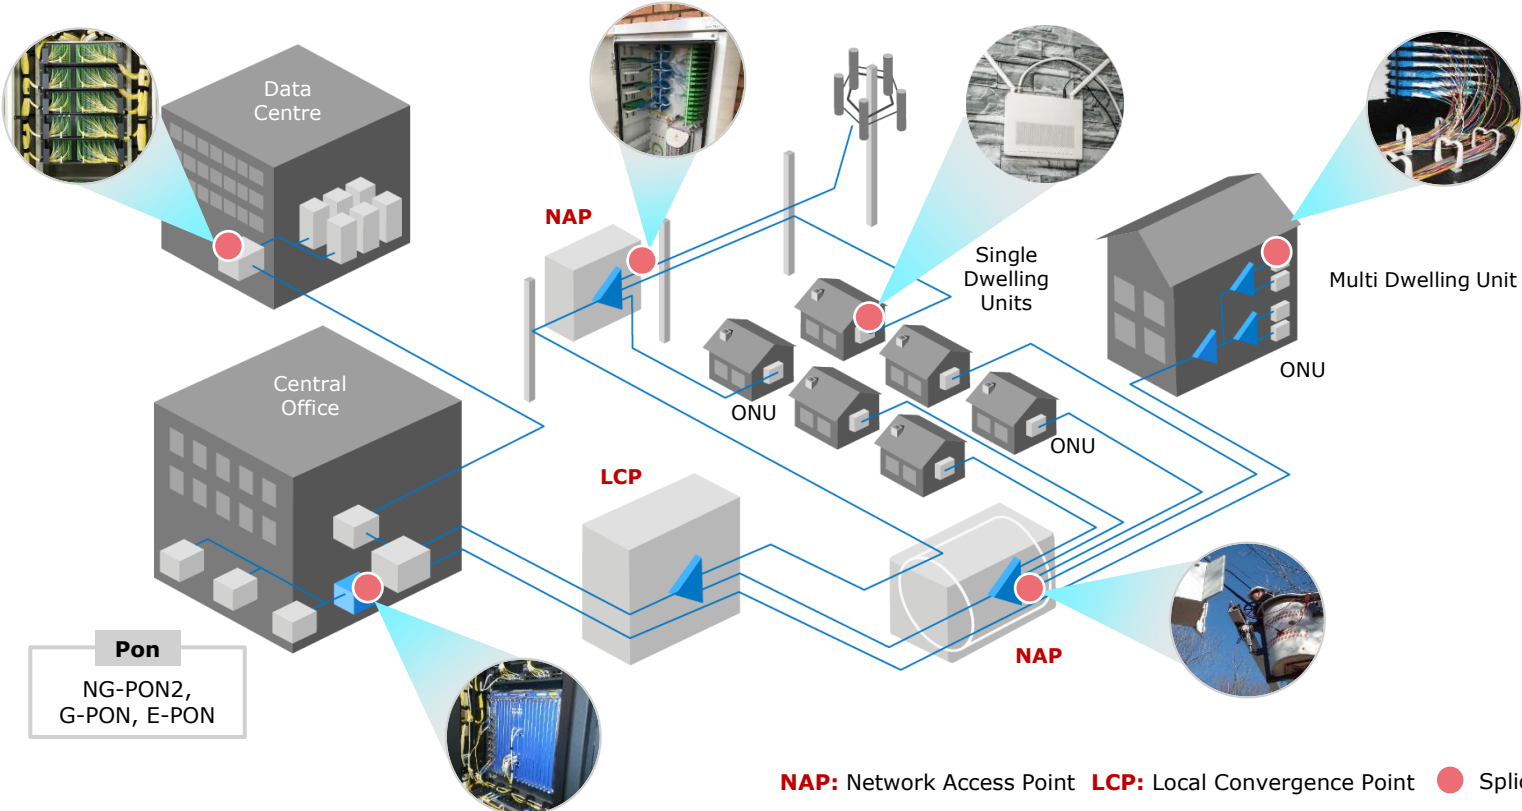 Data
Centre
NAP
Single
Dwelling
Units
Multi Dwelling Unit
ONU
Central
Office
ONU
ONU
LCP
NAP
Pon
NG-PON2,
G-PON, E-PON
NAP: Network Access Point LCP: Local Convergence Point